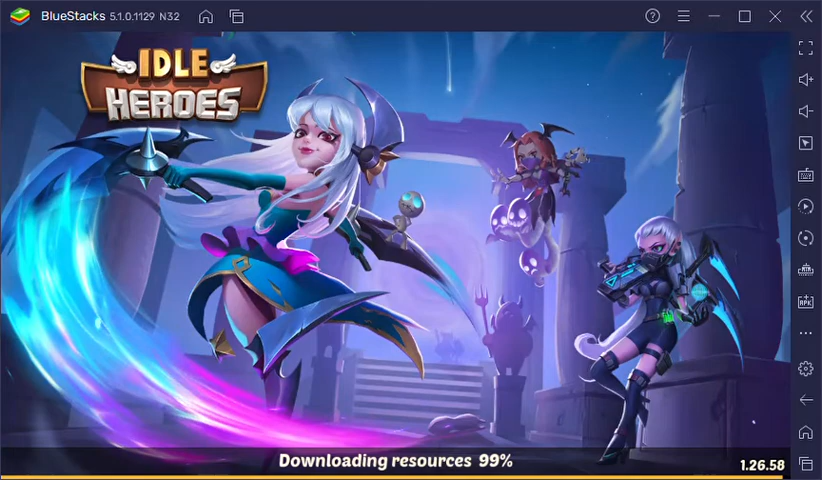 BlueStacks 5.1.0.1129 N32
IDLE
HEROES
Downloading resources 99%
1.26.58